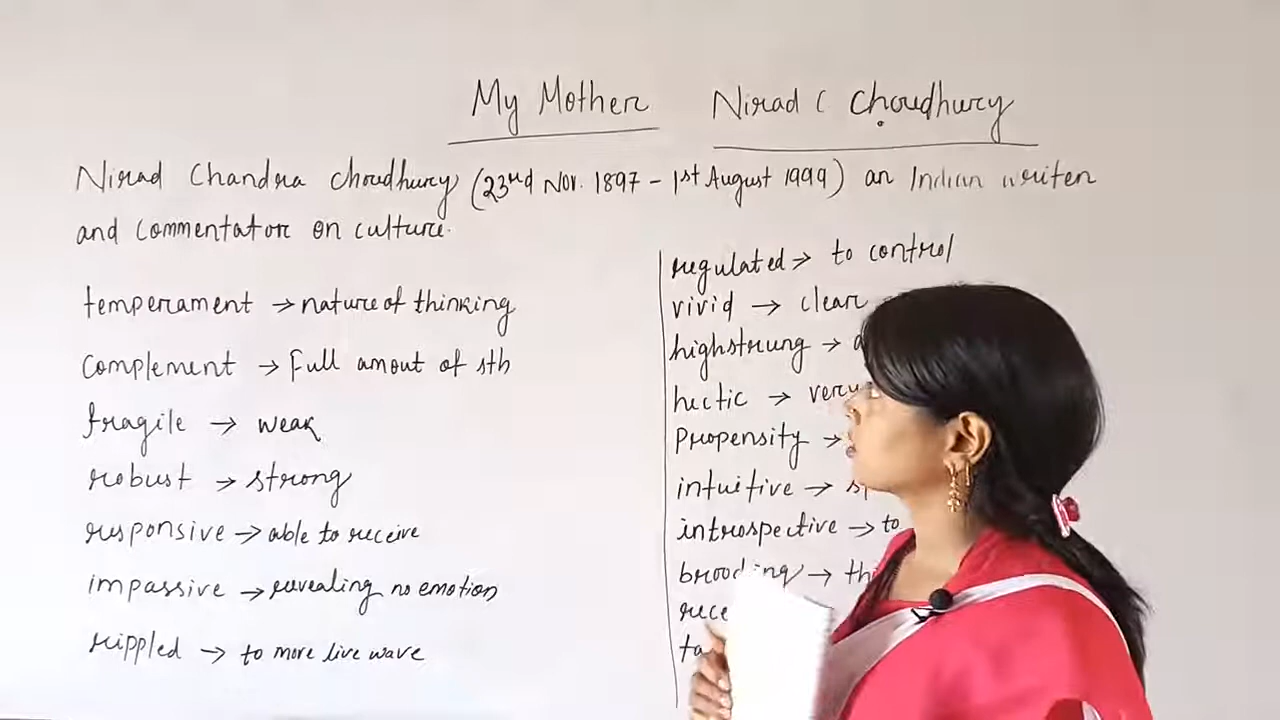 My Mother Nirad C Choudhury
Nirad Chandra Choudhury (23rd Nov. 1897 - 1st August 1999) an Indian writer
and commentator on culture.
temperament → nature of thinking
complement → full amout of sth
fragile → weak
robust → strong
responsive → able to receive
impassive → revealing no emotion
rippled → to more live wave
regulated → to control
vivid → clear
highstrung →
hectic → very
Propensity →
intuitive →
introspective → to
brooding →